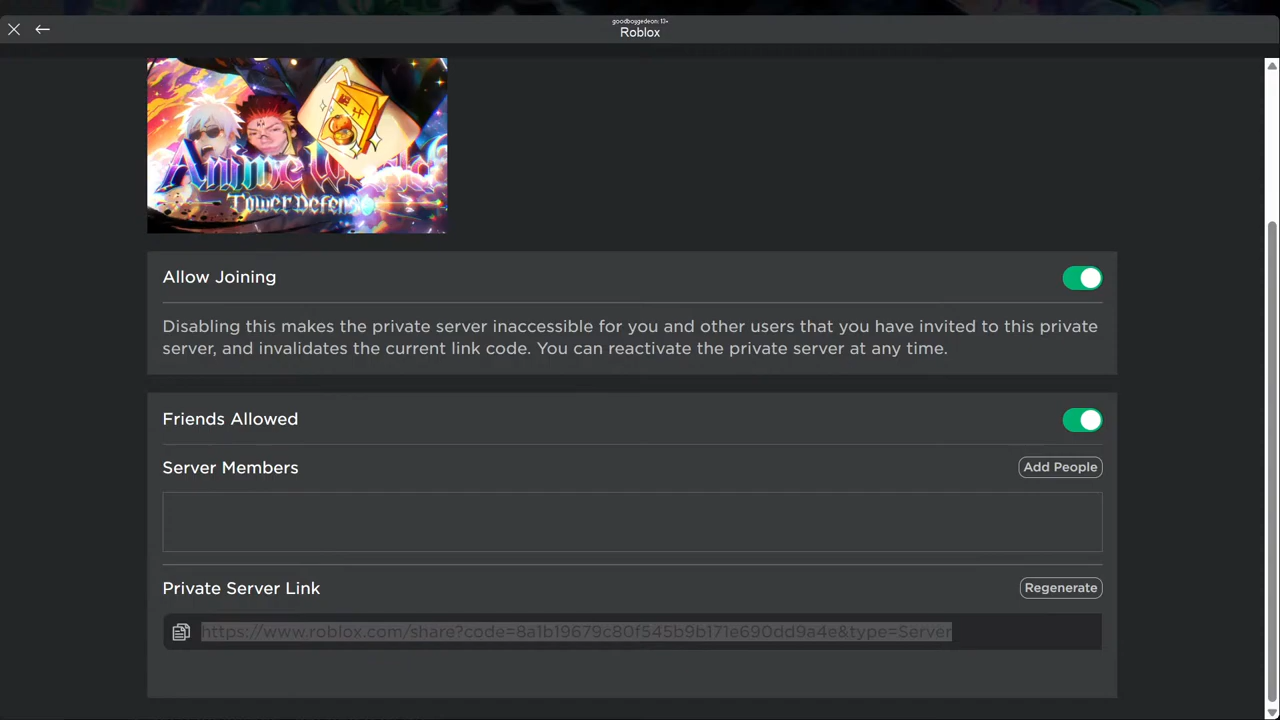 goodboggedeon: 13+
Roblox
Anime World
Tower Defense
Allow Joining
Disabling this makes the private server inaccessible for you and other users that you have invited to this private
server, and invalidates the current link code. You can reactivate the private server at any time.
Friends Allowed
Server Members
Add People
Private Server Link
Regenerate
https://www.roblox.com/share?code=8a1b19679c80f545b9b171e690dd9a4e&type=Server